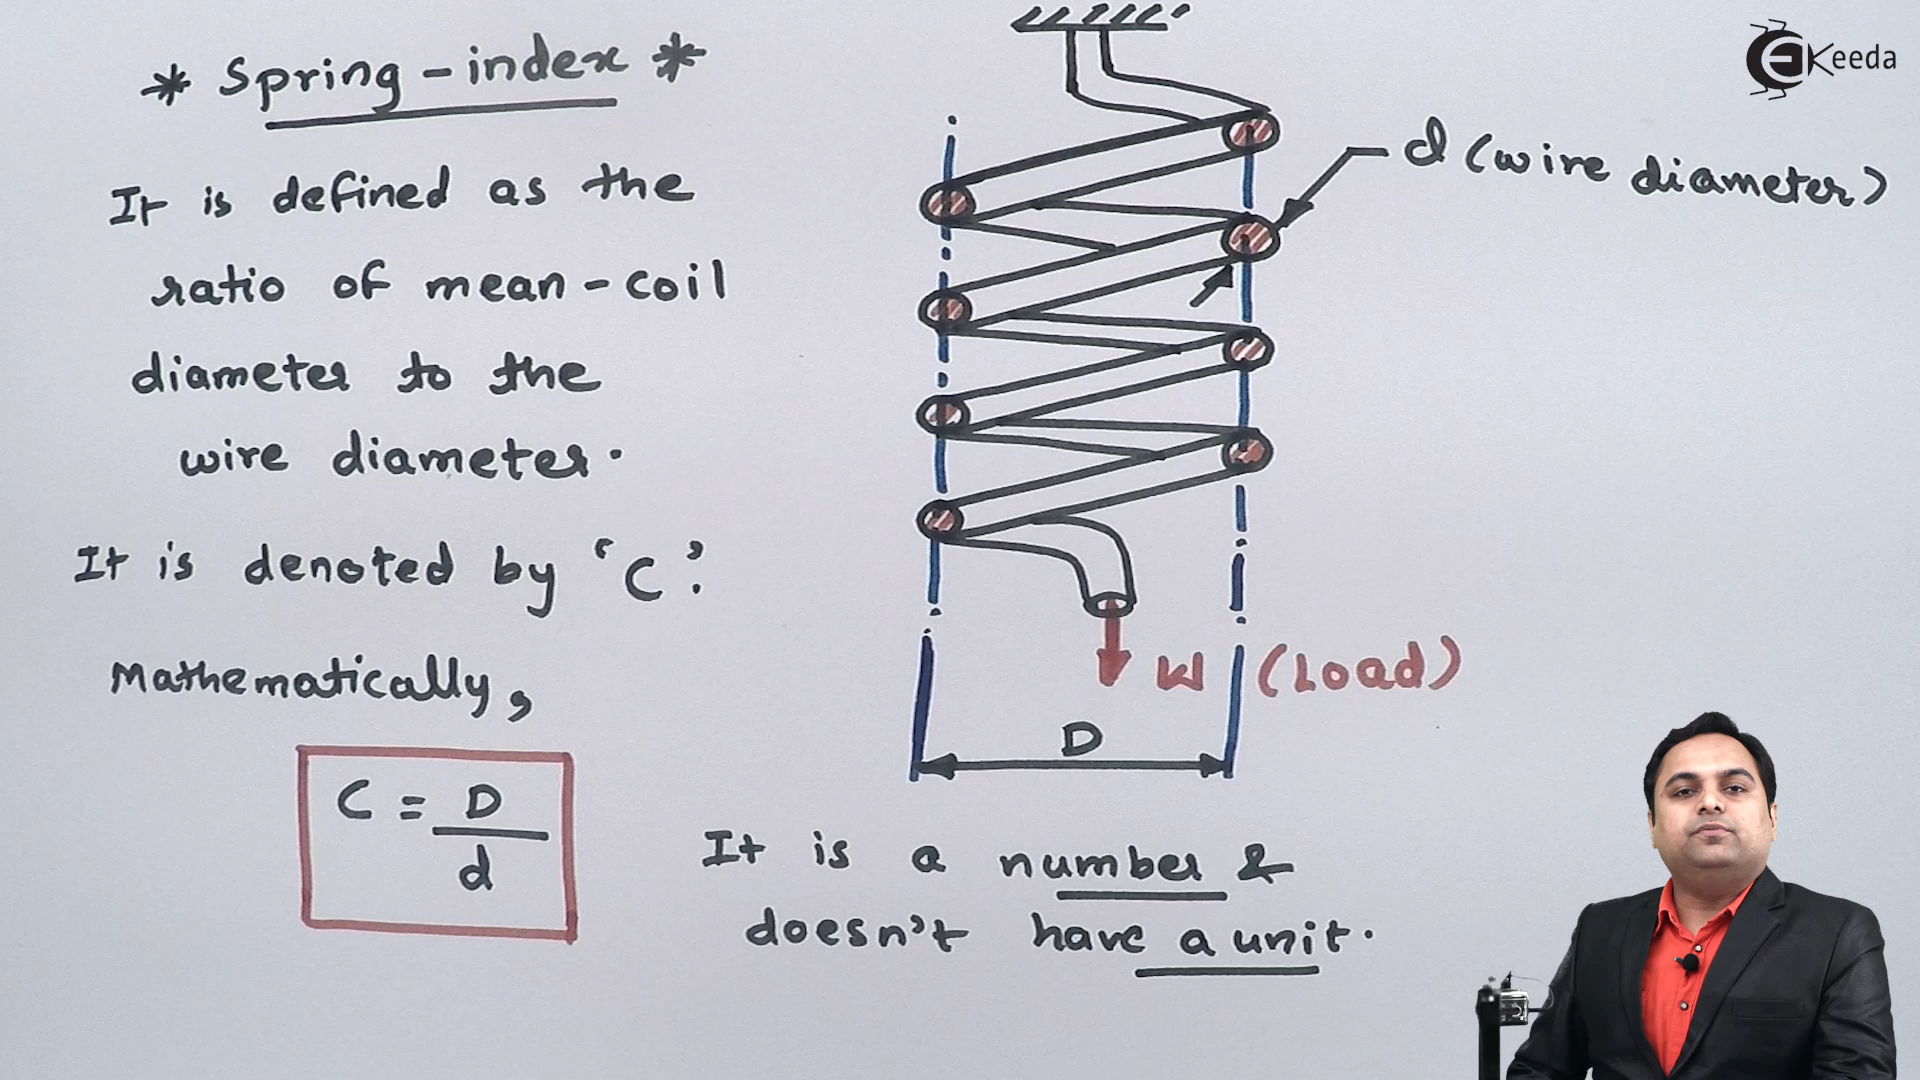 * Spring-index *
It is defined as the
ratio of mean-coil
diameter to the
wire diameter.
It is denoted by 'C'.
Mathematically,
C = D
d
d (wire diameter)
W (Load)
D
It is a number &
doesn't have a unit.
Keeda